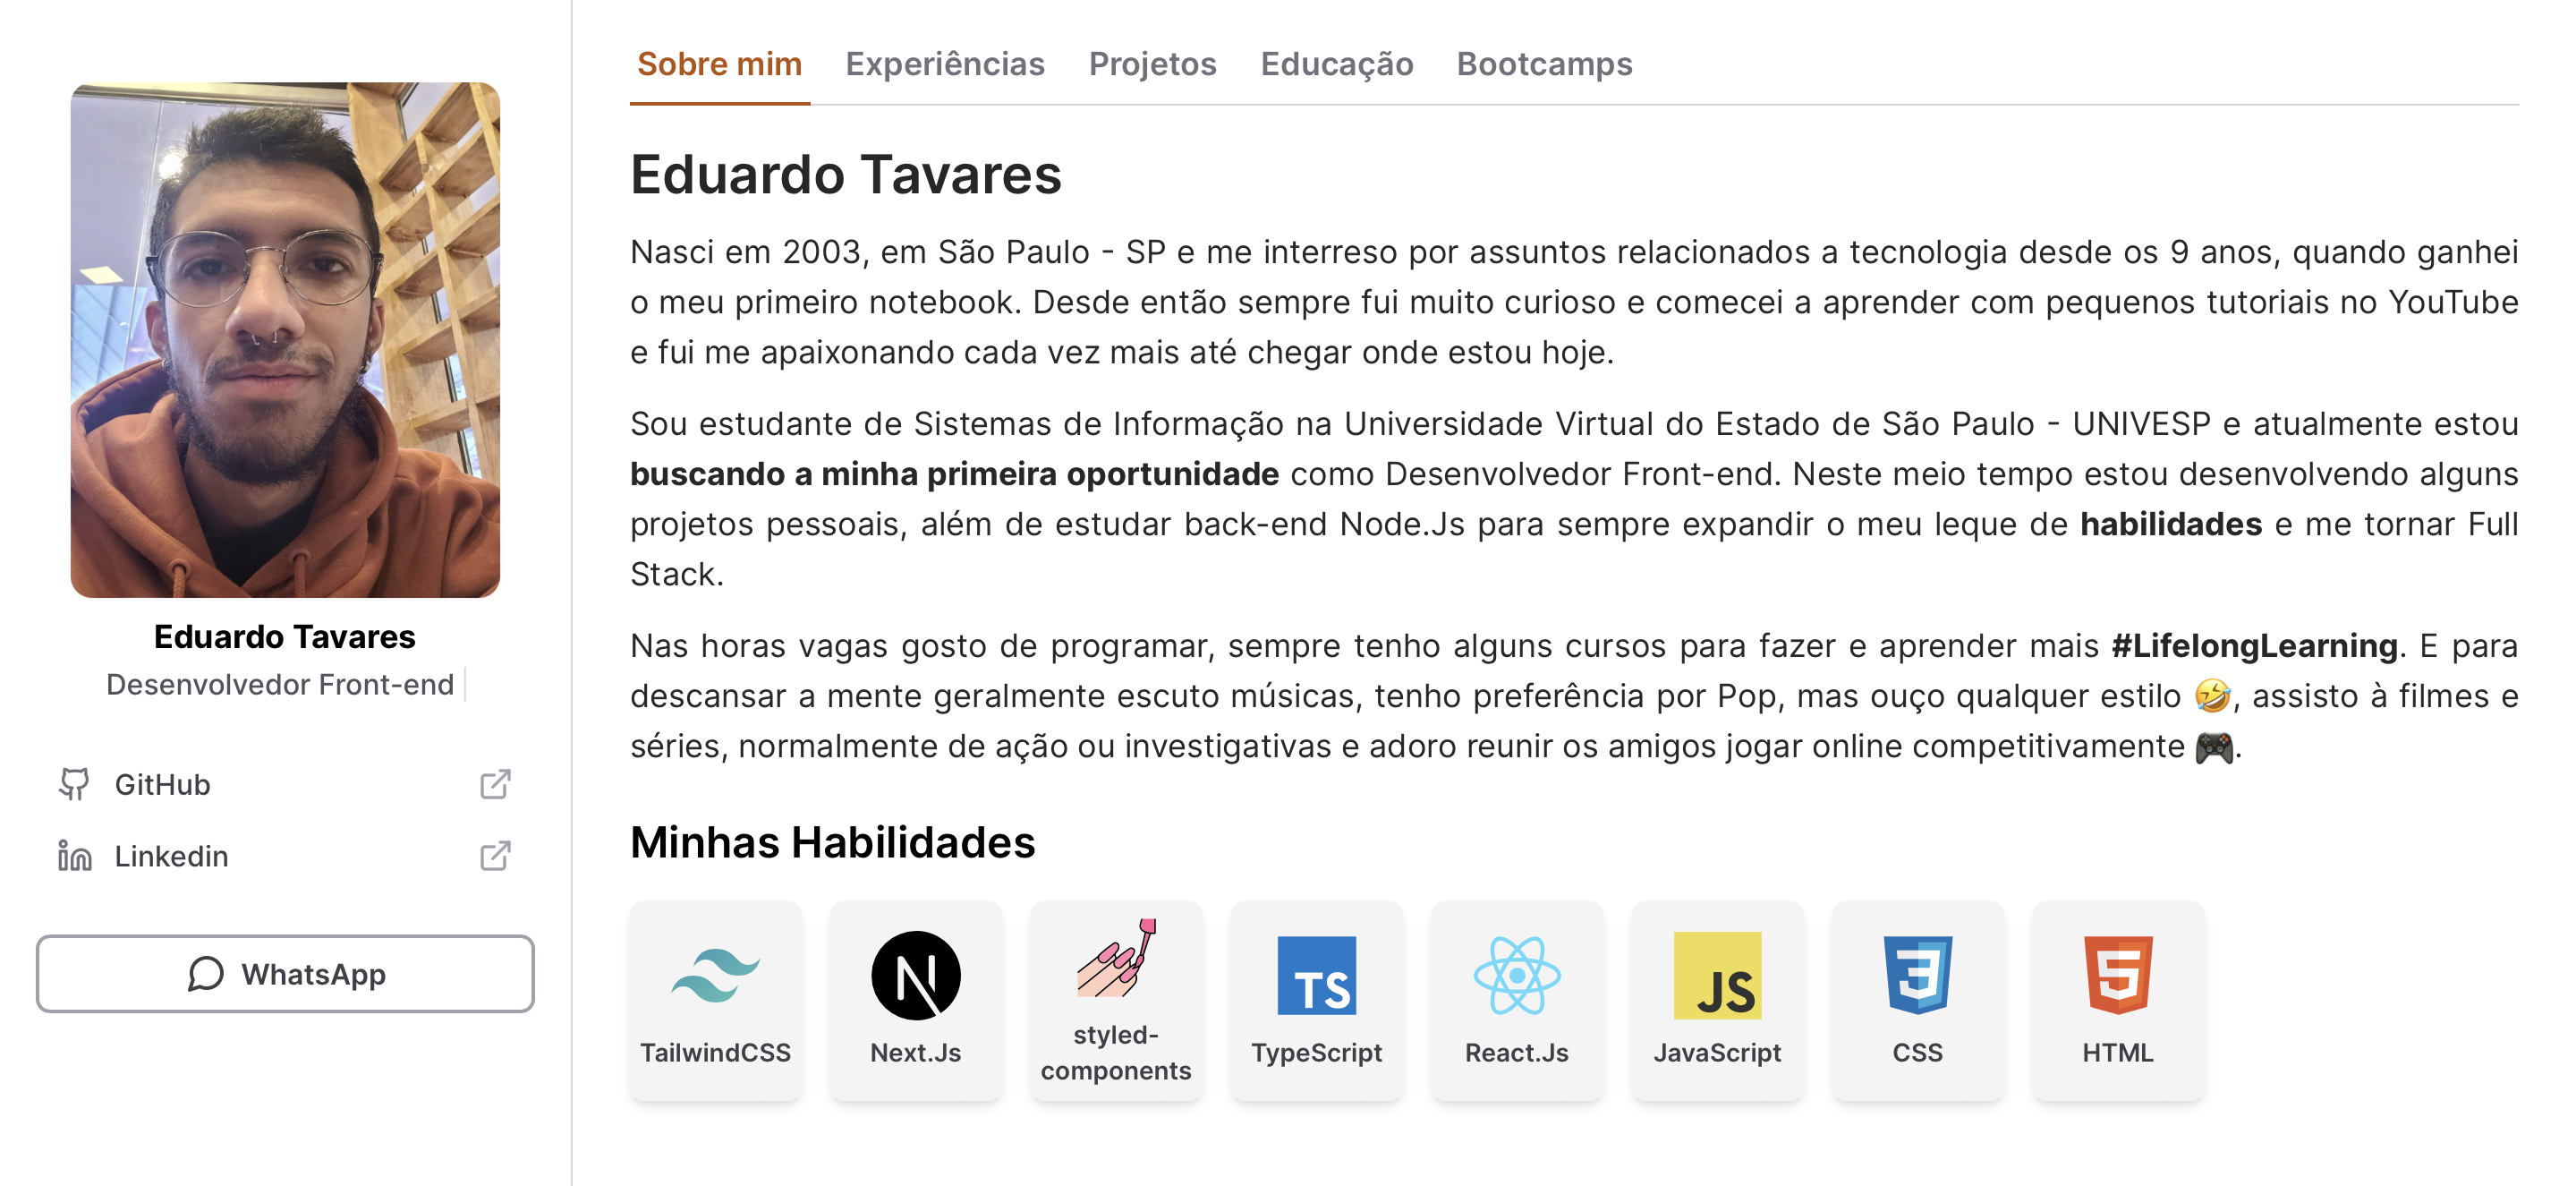 Sobre mim Experiências Projetos Educação Bootcamps
Eduardo Tavares
Nasci em 2003, em São Paulo - SP e me interreso por assuntos relacionados a tecnologia desde os 9 anos, quando ganhei
o meu primeiro notebook. Desde então sempre fui muito curioso e comecei a aprender com pequenos tutoriais no YouTube
e fui me apaixonando cada vez mais até chegar onde estou hoje.
Sou estudante de Sistemas de Informação na Universidade Virtual do Estado de São Paulo - UNIVESP e atualmente estou
buscando a minha primeira oportunidade como Desenvolvedor Front-end. Neste meio tempo estou desenvolvendo alguns
projetos pessoais, além de estudar back-end Node.Js para sempre expandir o meu leque de habilidades e me tornar Full
Stack.
Nas horas vagas gosto de programar, sempre tenho alguns cursos para fazer e aprender mais #LifelongLearning. E para
descansar a mente geralmente escuto músicas, tenho preferência por Pop, mas ouço qualquer estilo 🤣, assisto à filmes e
séries, normalmente de ação ou investigativas e adoro reunir os amigos jogar online competitivamente 🎮.
Eduardo Tavares
Desenvolvedor Front-end
GitHub
Linkedin
WhatsApp
Minhas Habilidades
TailwindCSS
N
Next.Js
styled-
components
TS
TypeScript
React.Js
JS
JavaScript
3
CSS
5
HTML